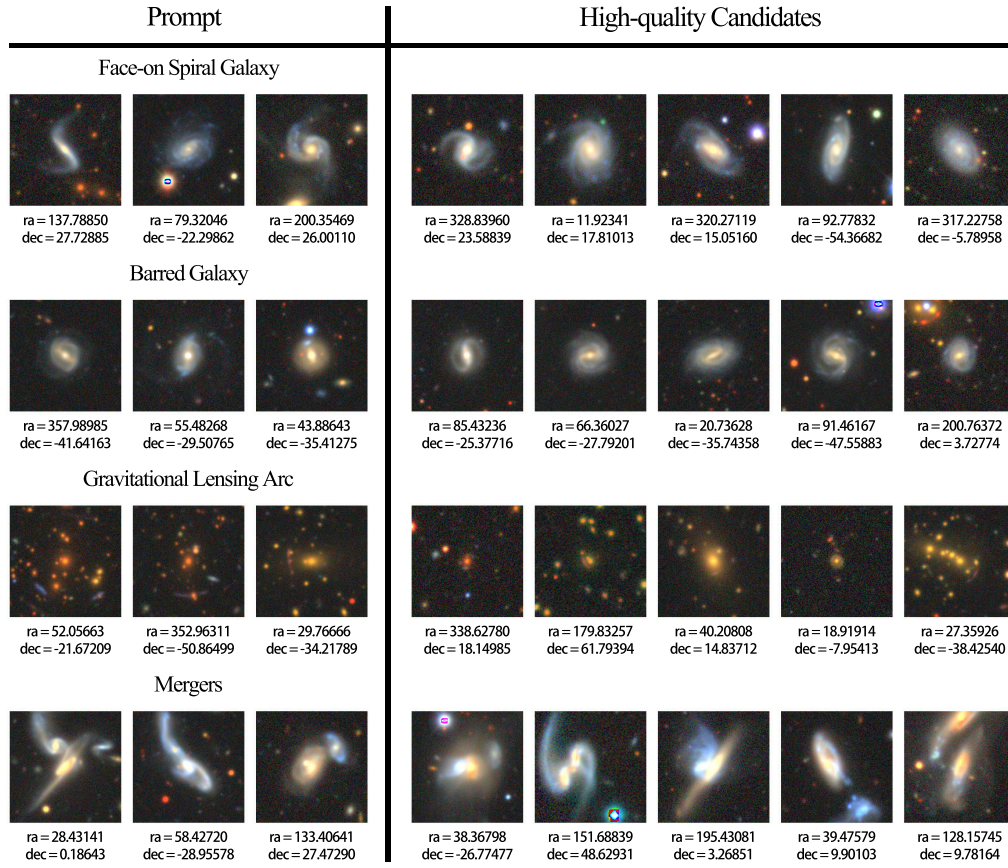 Prompt
High-quality Candidates
Face-on Spiral Galaxy
ra = 137.78850 ra = 79.32046 ra = 200.35469 ra = 328.83960 ra = 11.92341 ra = 320.27119 ra = 92.77832 ra = 317.22758
dec = 27.72885 dec = -22.29862 dec = 26.00110 dec = 23.58839 dec = 17.81013 dec = 15.05160 dec = -54.36682 dec = -5.78958
Barred Galaxy
ra = 357.98985 ra = 55.48268 ra = 43.88643 ra = 85.43236 ra = 66.36027 ra = 20.73628 ra = 91.46167 ra = 200.76372
dec = -41.64163 dec = -29.50765 dec = -35.41275 dec = -25.37716 dec = -27.79201 dec = -35.74358 dec = -47.55883 dec = 3.72774
Gravitational Lensing Arc
ra = 52.05663 ra = 352.96311 ra = 29.76666 ra = 338.62780 ra = 179.83257 ra = 40.20808 ra = 18.91914 ra = 27.35926
dec = -21.67209 dec = -50.86499 dec = -34.21789 dec = 18.14985 dec = 61.79394 dec = 14.83712 dec = -7.95413 dec = -38.42540
Mergers
ra = 28.43141 ra = 58.42720 ra = 133.40641 ra = 38.36798 ra = 151.68839 ra = 195.43081 ra = 39.47579 ra = 128.15745
dec = 0.18643 dec = -28.95578 dec = 27.47290 dec = -26.77477 dec = 48.62931 dec = 3.26851 dec = 9.90103 dec = 9.78164